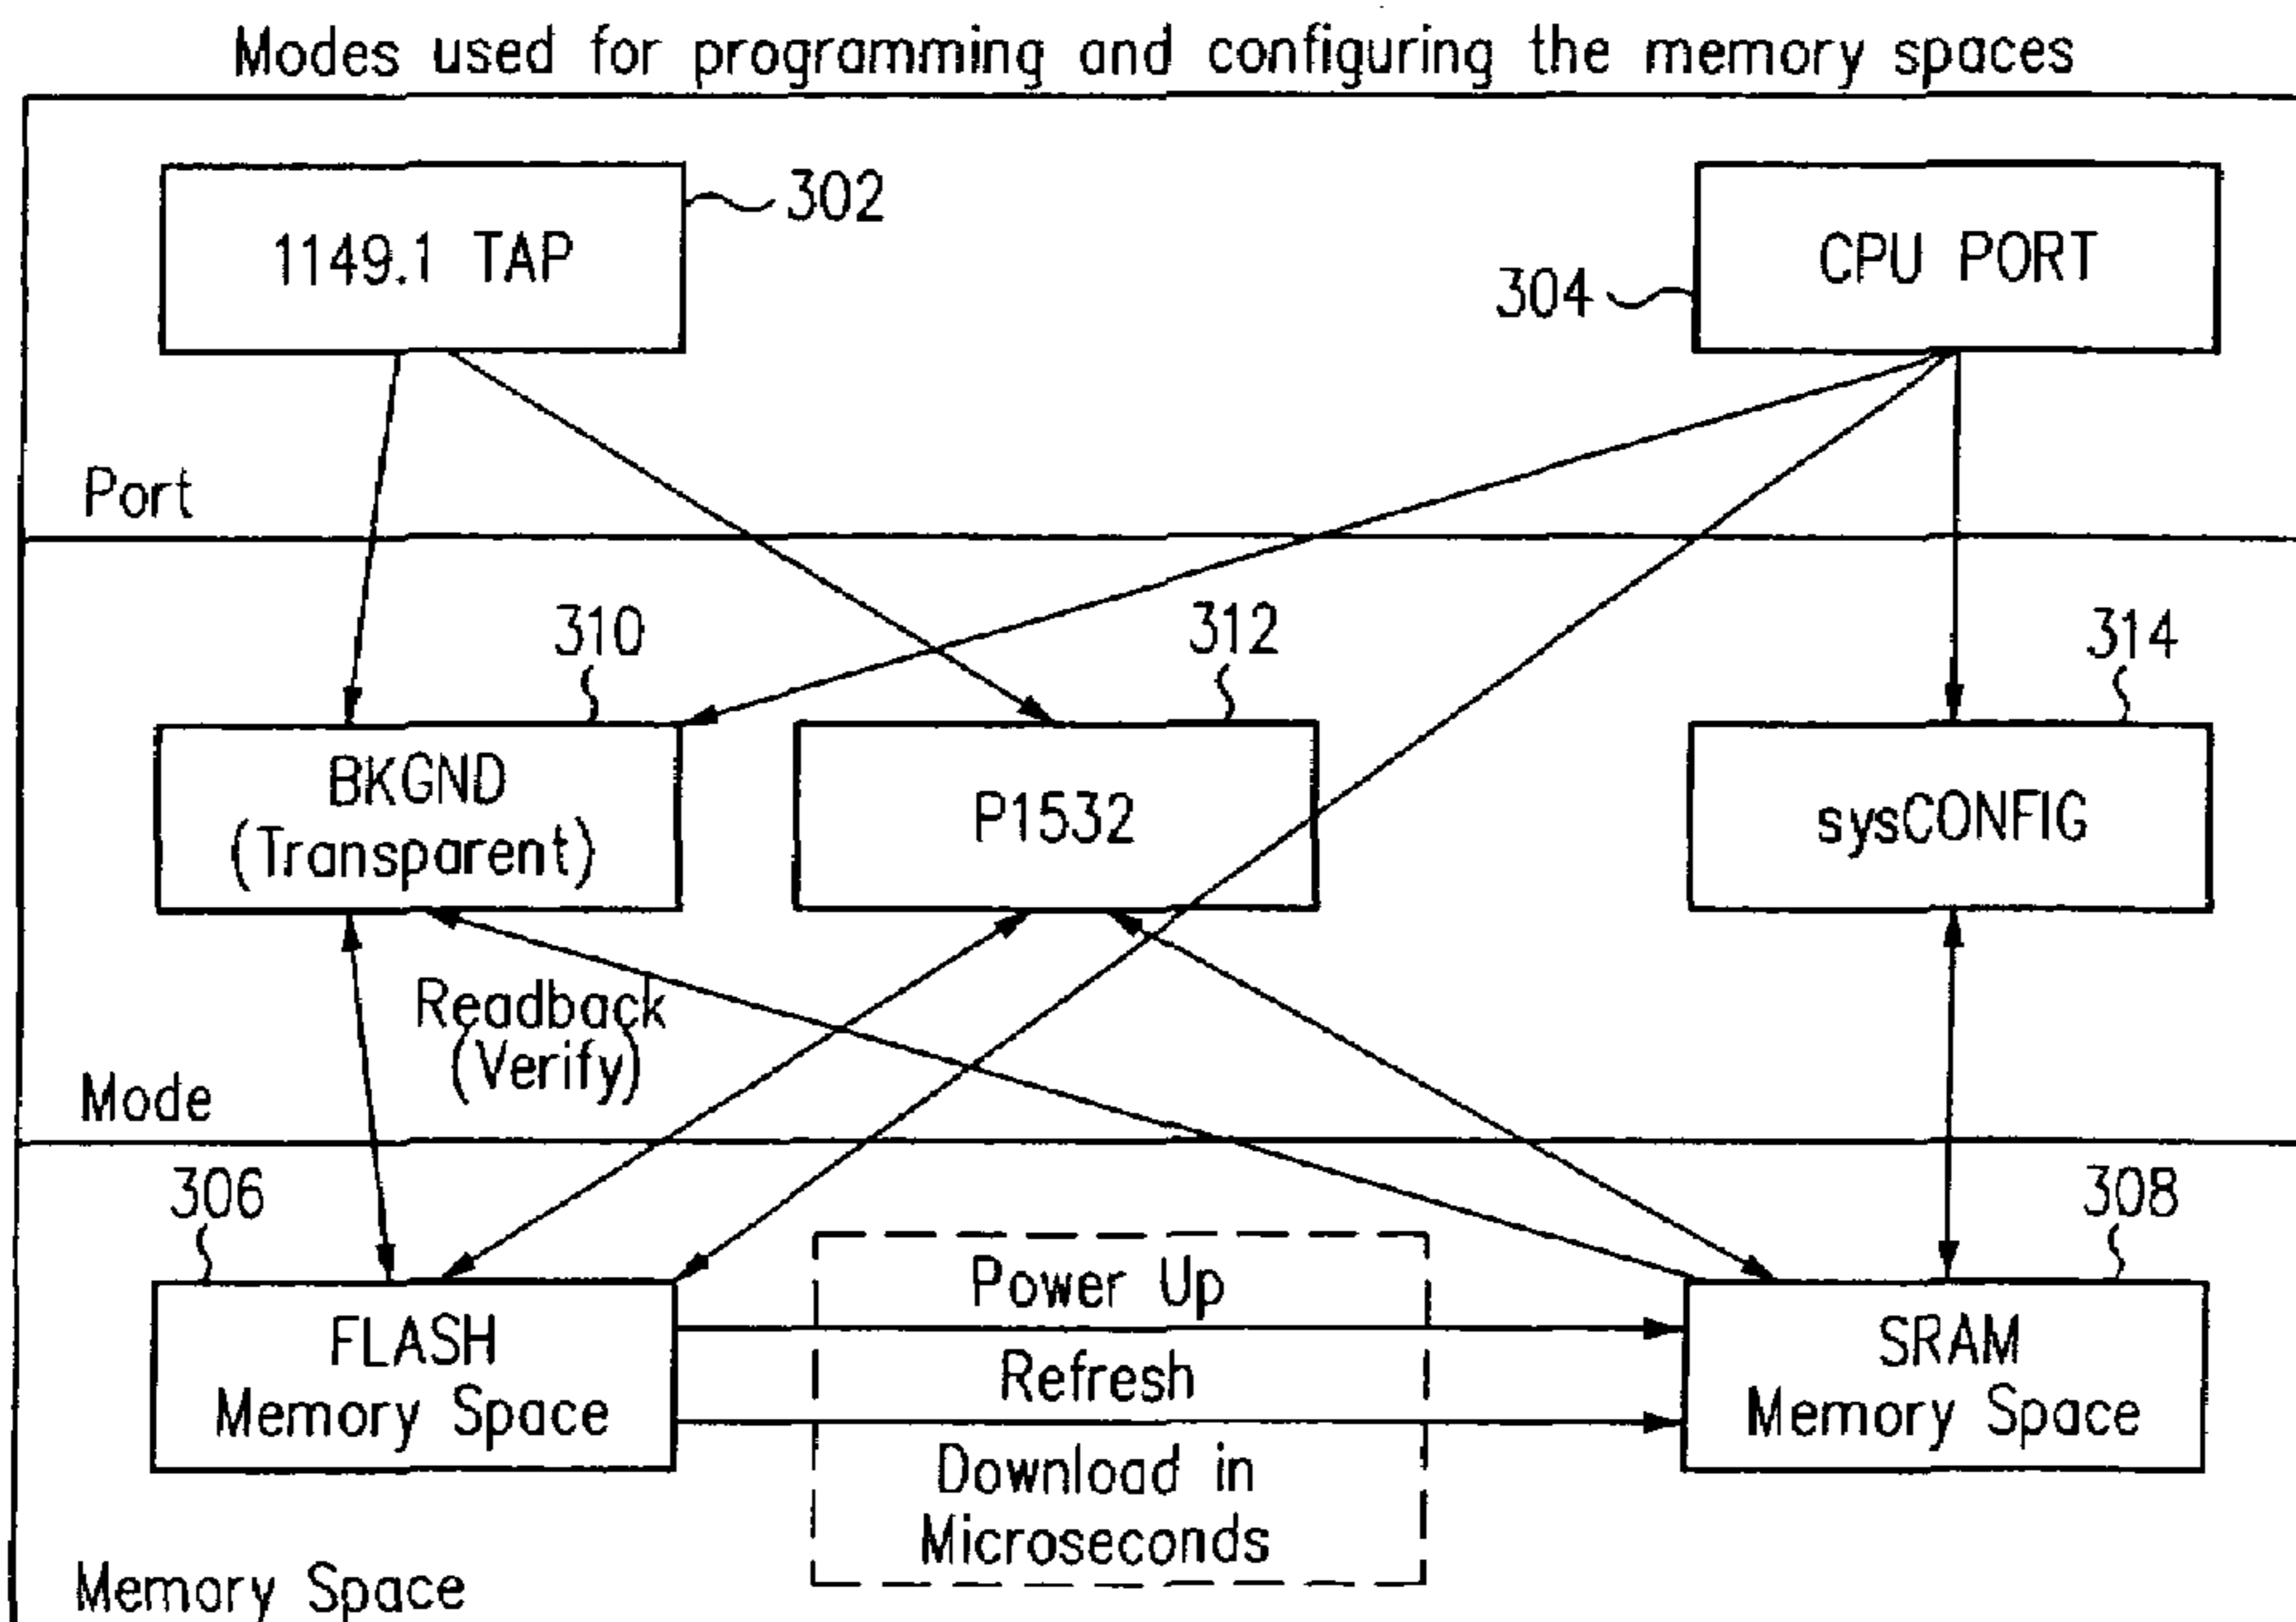 Modes used for programming and configuring the memory spaces
1149.1 TAP
302
CPU PORT
304
Port
310
312
314
BKGND
(Transparent)
P1532
sysCONFIG
Readback
(Verify)
Mode
306
308
FLASH
Memory Space
Power Up
Refresh
Download in
Microseconds
SRAM
Memory Space
Memory Space